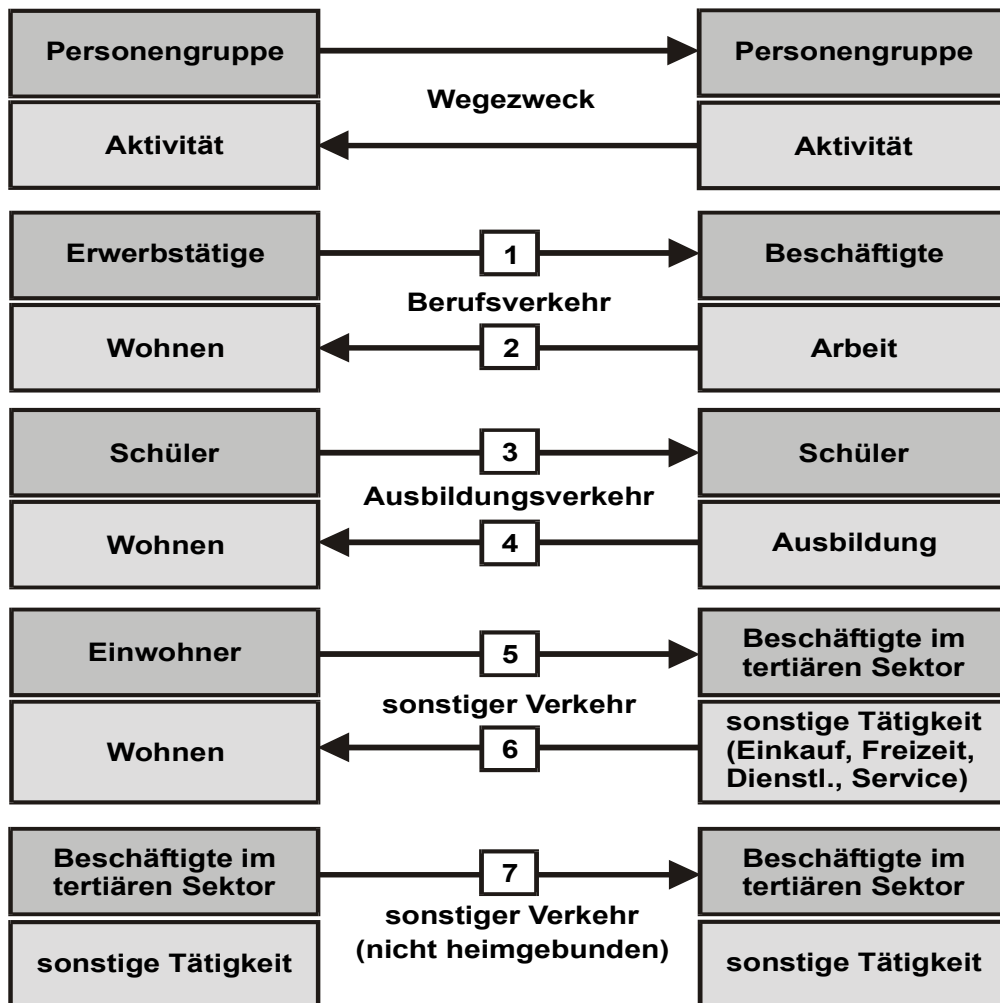 Personengruppe
Personengruppe
Wegezweck
Aktivität
Aktivität
Erwerbstätige
1
Beschäftigte
Berufsverkehr
Wohnen
2
Arbeit
Schüler
3
Schüler
Ausbildungsverkehr
Wohnen
4
Ausbildung
Einwohner
5
Beschäftigte im
tertiären Sektor
sonstiger Verkehr
Wohnen
6
sonstige Tätigkeit
(Einkauf, Freizeit,
Dienstl., Service)
Beschäftigte im
tertiären Sektor
7
Beschäftigte im
tertiären Sektor
sonstiger Verkehr
(nicht heimgebunden)
sonstige Tätigkeit
sonstige Tätigkeit